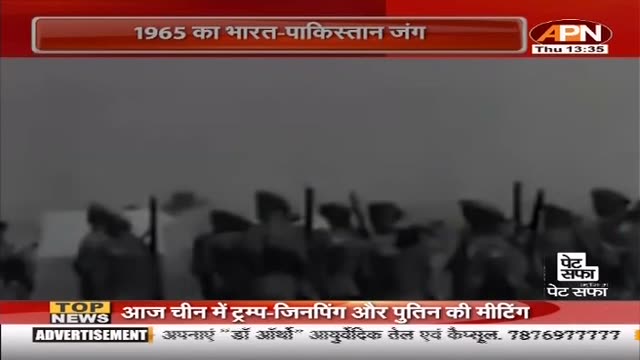 1965 का भारत-पाकिस्तान जंग
APN
Thu 13:35
पेट
सफा
पेट सफा
TOP
NEWS
आज चीन में ट्रम्प-जिनपिंग और पुतिन की मीटिंग
ADVERTISEMENT
अपनाएं "डॉ ऑर्थो" आयुर्वेदिक तेल एवं कैप्सूल. 7876977777